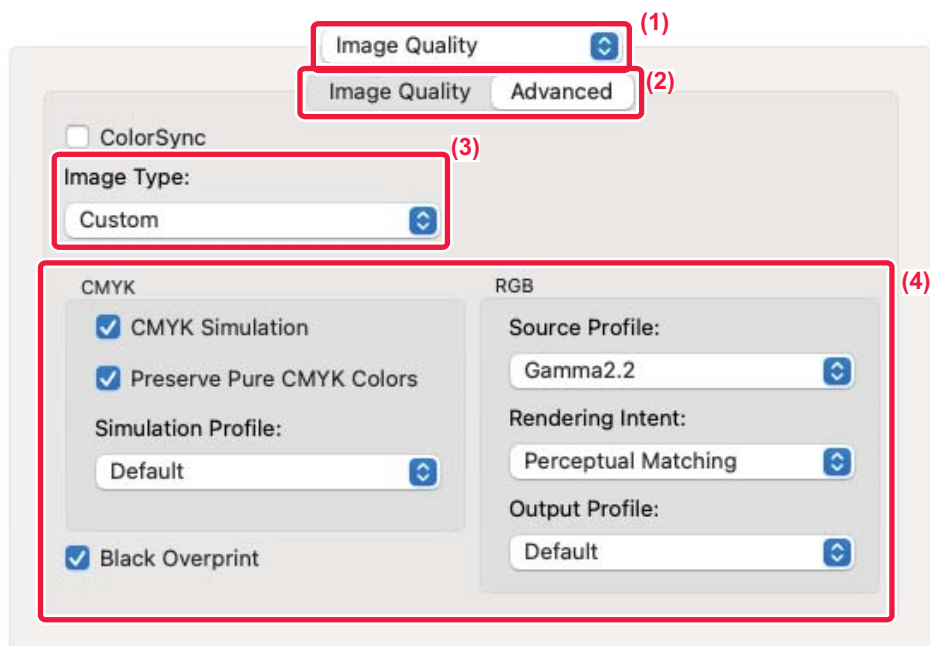 Image Quality
(1)
Image Quality Advanced
(2)
ColorSync
(3)
Image Type:
Custom
(4)
CMYK
CMYK Simulation
Preserve Pure CMYK Colors
Simulation Profile:
Default
Black Overprint
RGB
Source Profile:
Gamma2.2
Rendering Intent:
Perceptual Matching
Output Profile:
Default